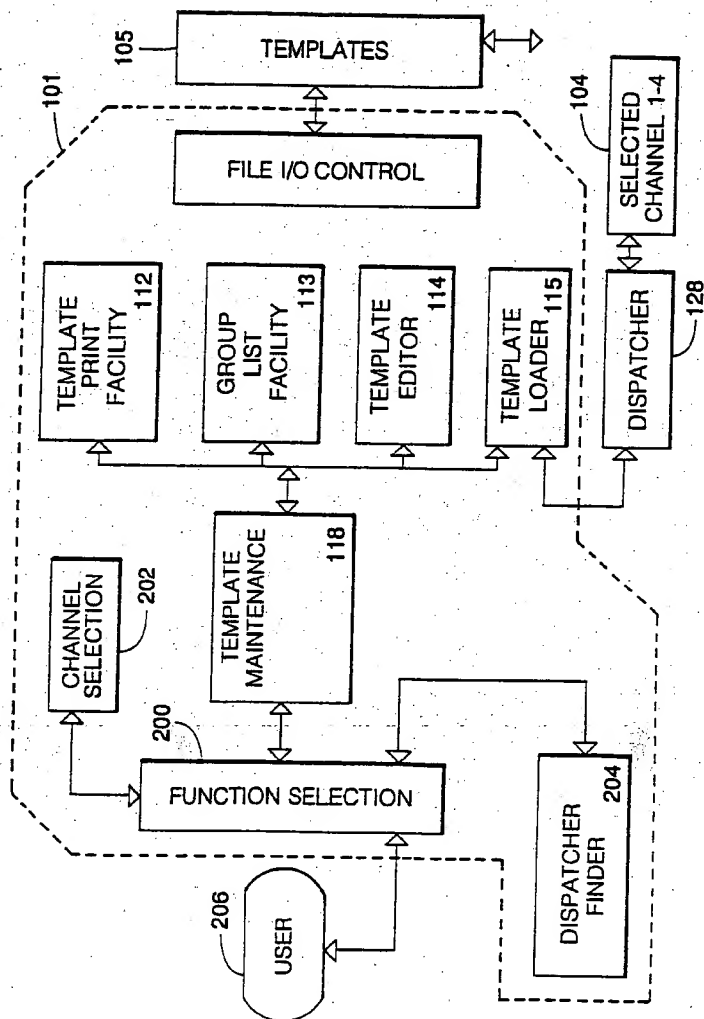 105
TEMPLATES
101
FILE I/O CONTROL
104
SELECTED
CHANNEL 1-4
TEMPLATE
PRINT
FACILITY
112
GROUP
LIST
FACILITY
113
TEMPLATE
EDITOR
114
TEMPLATE
LOADER
115
DISPATCHER
128
CHANNEL
SELECTION
202
TEMPLATE
MAINTENANCE
118
200
FUNCTION SELECTION
206
USER
DISPATCHER
FINDER
204